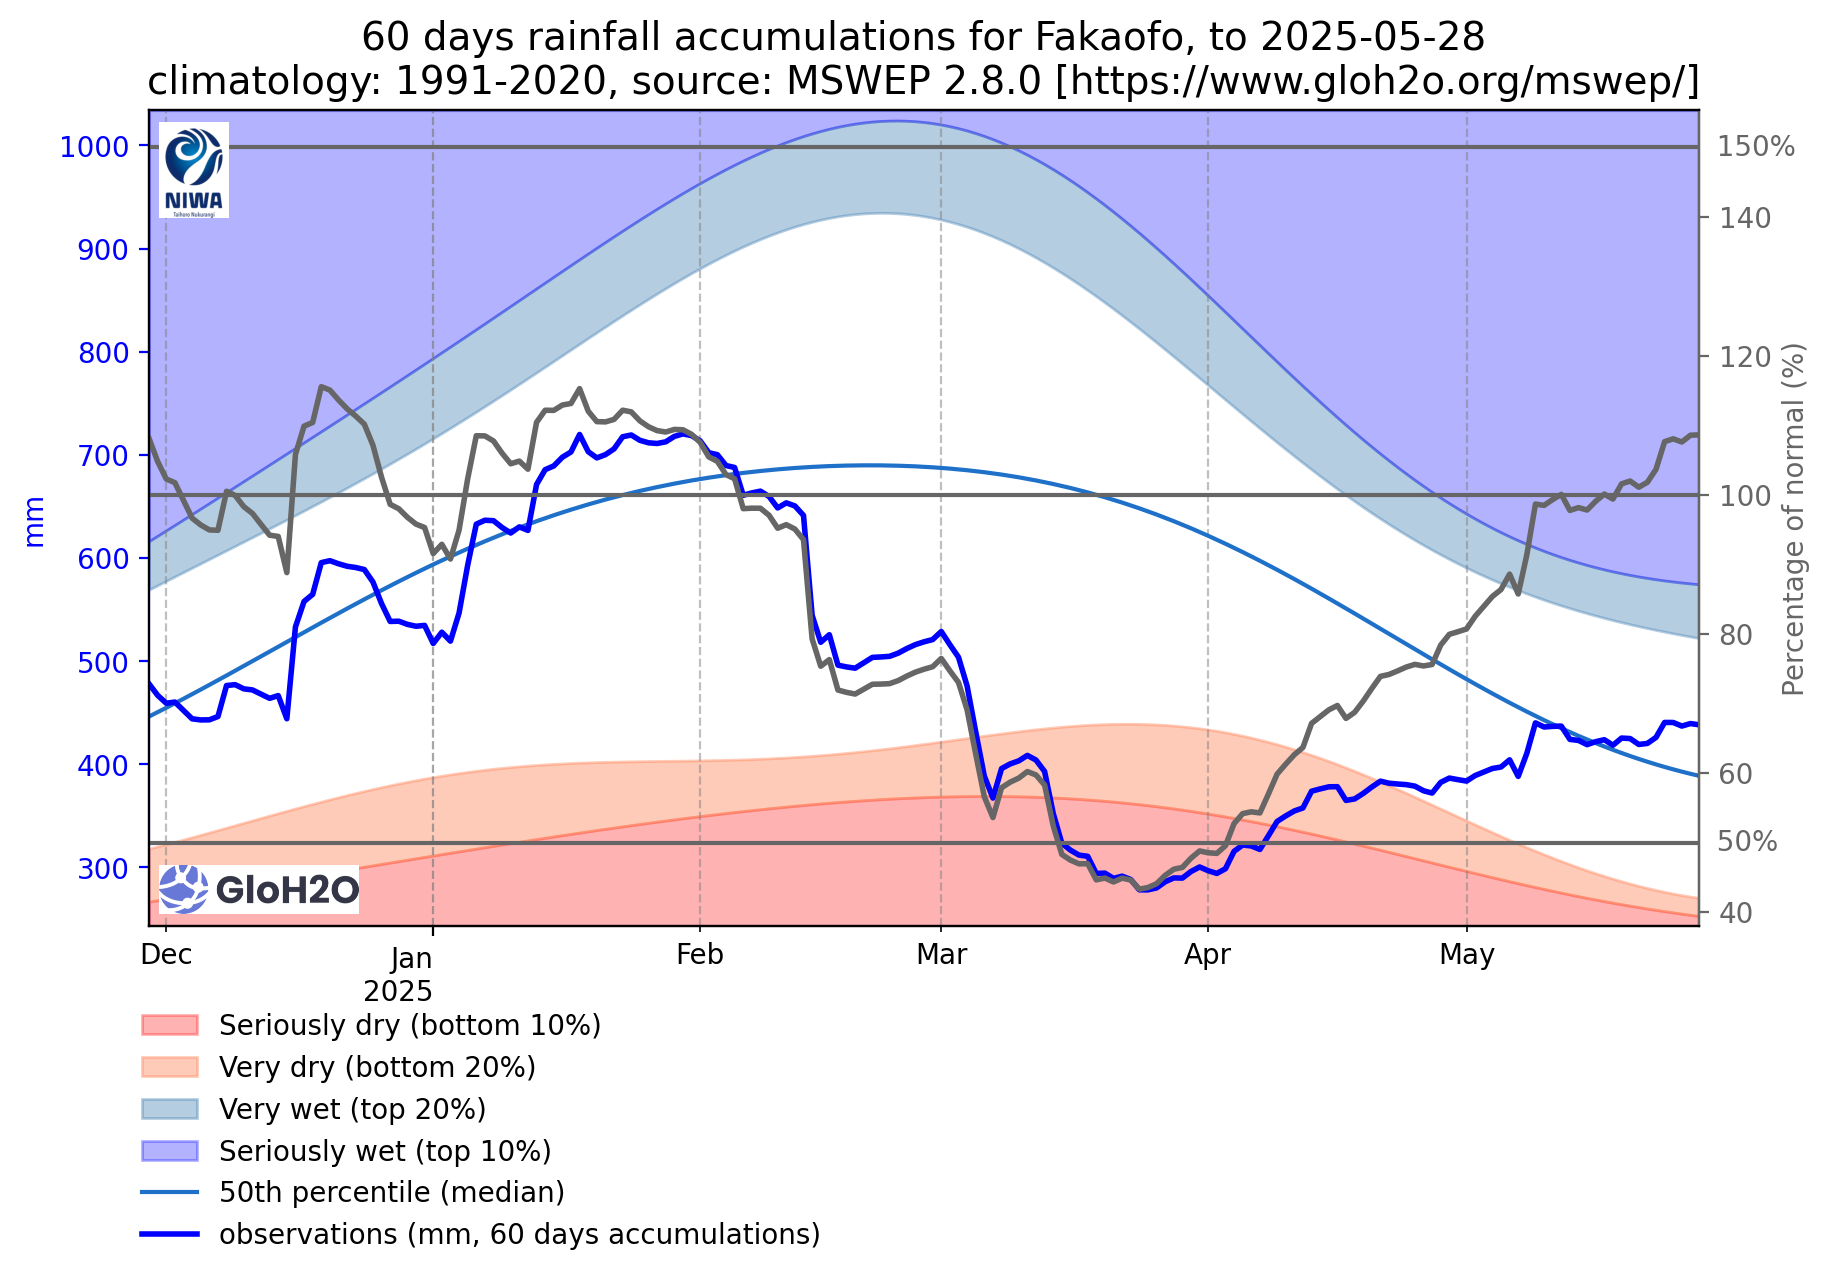 60 days rainfall accumulations for Fakaofo, to 2025-05-28
climatology: 1991-2020, source: MSWEP 2.8.0 [https://www.gloh2o.org/mswep/]
1000
900
800
700
600
500
400
300
mm
150%
140
120
100
80
60
50%
40
Percentage of normal (%)
NIWA
Taihoro Nukurangi
GloH2O
Dec
Jan
2025
Feb
Mar
Apr
May
Seriously dry (bottom 10%)
Very dry (bottom 20%)
Very wet (top 20%)
Seriously wet (top 10%)
50th percentile (median)
observations (mm, 60 days accumulations)